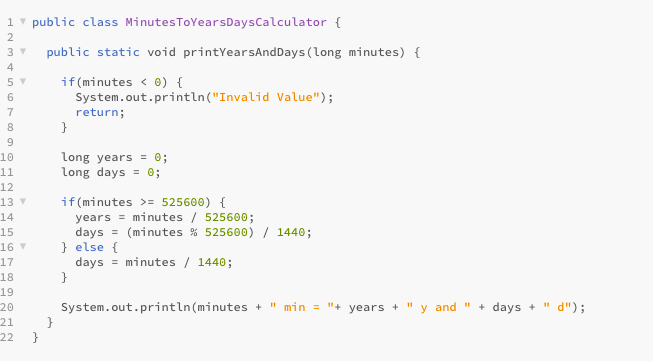 1 public class MinutesToYearsDaysCalculator {
2
3   public static void printYearsAndDays(long minutes) {
4
5     if(minutes < 0) {
6       System.out.println("Invalid Value");
7       return;
8     }
9
10     long years = 0;
11     long days = 0;
12
13     if(minutes >= 525600) {
14       years = minutes / 525600;
15       days = (minutes % 525600) / 1440;
16     } else {
17       days = minutes / 1440;
18     }
19
20     System.out.println(minutes + " min = "+ years + " y and " + days + " d");
21   }
22 }